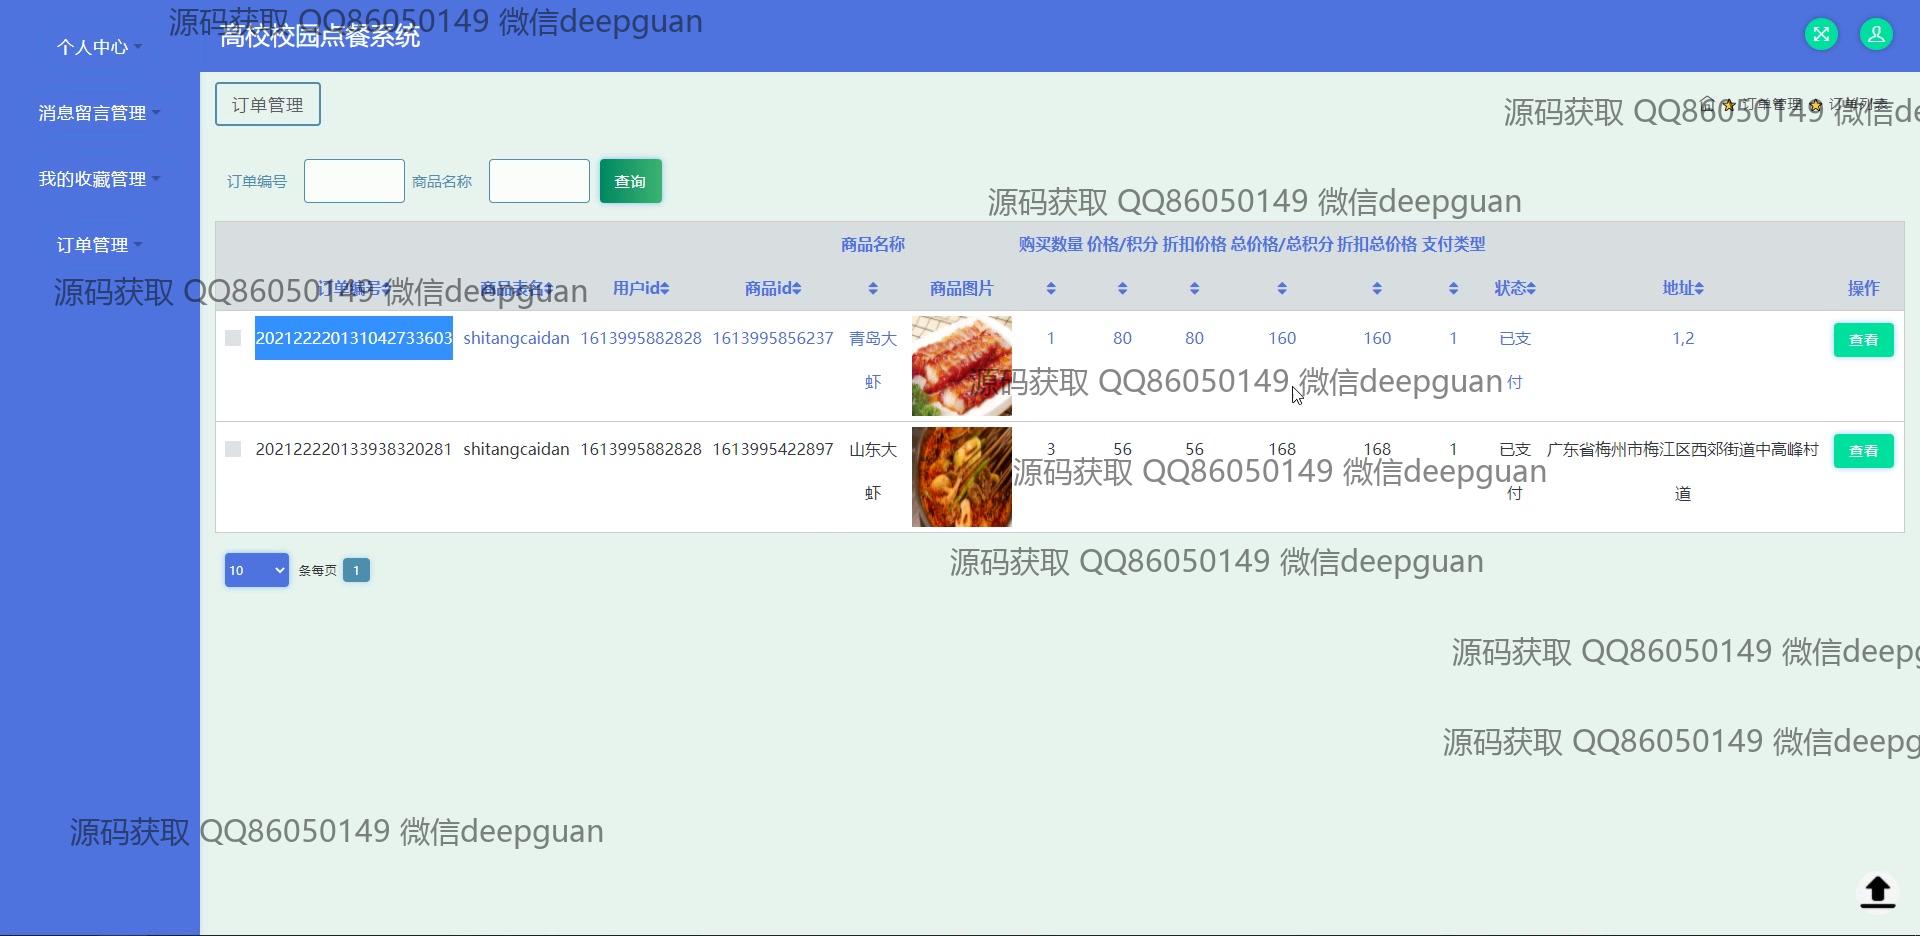 源码获取 QQ86050149 微信deepguan
高校校园点餐系统
个人中心
消息留言管理
我的收藏管理
订单管理
订单管理
订单管理 订单列表
源码获取 QQ86050149 微信de
订单编号 商品名称 查询
源码获取 QQ86050149 微信deepguan
商品名称 购买数量 价格/积分 折扣价格 总价格/总积分 折扣总价格 支付类型
订单编号 商品表名 用户id 商品id 商品图片 状态 地址 操作
源码获取 QQ86050149 微信deepguan
202122220131042733603 shitangcaidan 1613995882828 1613995856237 青岛大 1 80 80 160 160 1 已支 1,2 查看
虾 付
源码获取 QQ86050149 微信deepguan
202122220133938320281 shitangcaidan 1613995882828 1613995422897 山东大 3 56 56 168 168 1 已支 广东省梅州市梅江区西郊街道中高峰村 查看
虾 付 道
源码获取 QQ86050149 微信deepguan
源码获取 QQ86050149 微信deepguan
10 条每页 1
源码获取 QQ86050149 微信deepg
源码获取 QQ86050149 微信deepg
源码获取 QQ86050149 微信deepguan